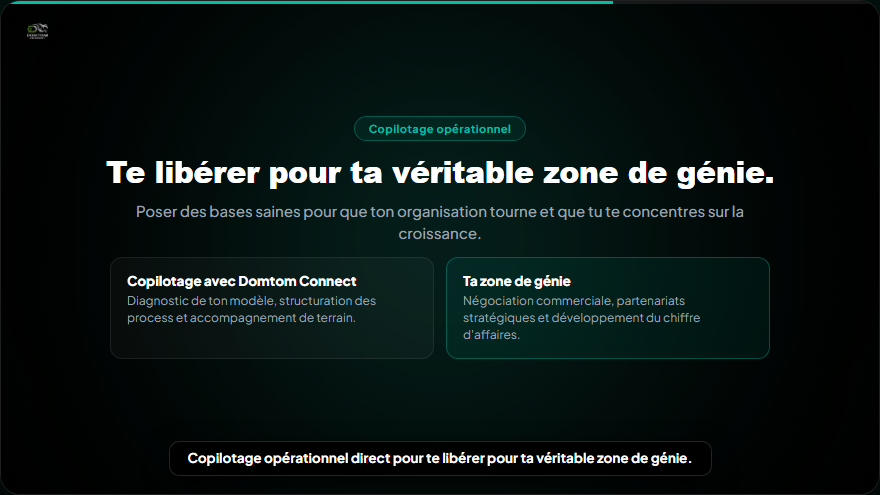 Copilotage opérationnel
Te libérer pour ta véritable zone de génie.
Poser des bases saines pour que ton organisation tourne et que tu te concentres sur la
croissance.
Copilotage avec Domtom Connect
Diagnostic de ton modèle, structuration des
process et accompagnement de terrain.
Ta zone de génie
Négociation commerciale, partenariats
stratégiques et développement du chiffre
d'affaires.
Copilotage opérationnel direct pour te libérer pour ta véritable zone de génie.